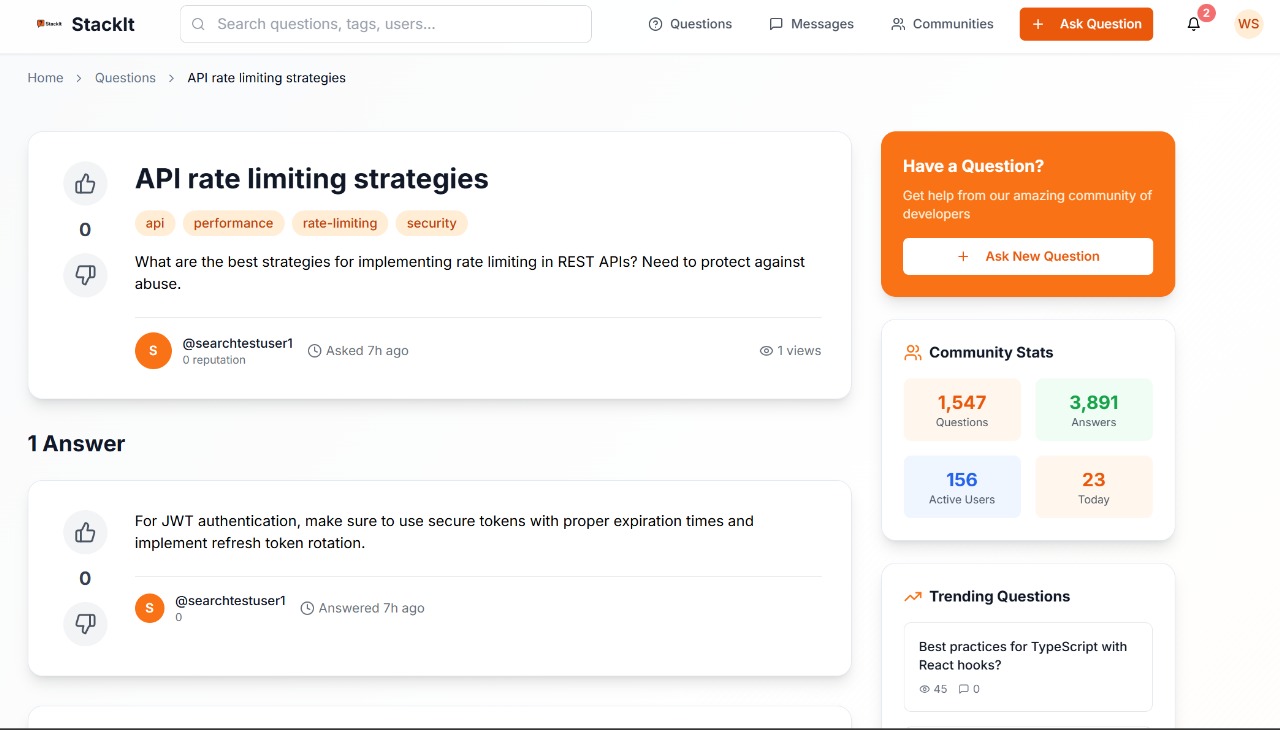 StackIt
StackIt
Search questions, tags, users...
Questions
Messages
Communities
Ask Question
2
WS
Home
Questions
API rate limiting strategies
API rate limiting strategies
0
api
performance
rate-limiting
security
What are the best strategies for implementing rate limiting in REST APIs? Need to protect against
abuse.
S
@searchtestuser1
0 reputation
Asked 7h ago
1 views
1 Answer
For JWT authentication, make sure to use secure tokens with proper expiration times and
implement refresh token rotation.
0
S
@searchtestuser1
0
Answered 7h ago
Have a Question?
Get help from our amazing community of
developers
Ask New Question
Community Stats
1,547
Questions
3,891
Answers
156
Active Users
23
Today
Trending Questions
Best practices for TypeScript with
React hooks?
45
0